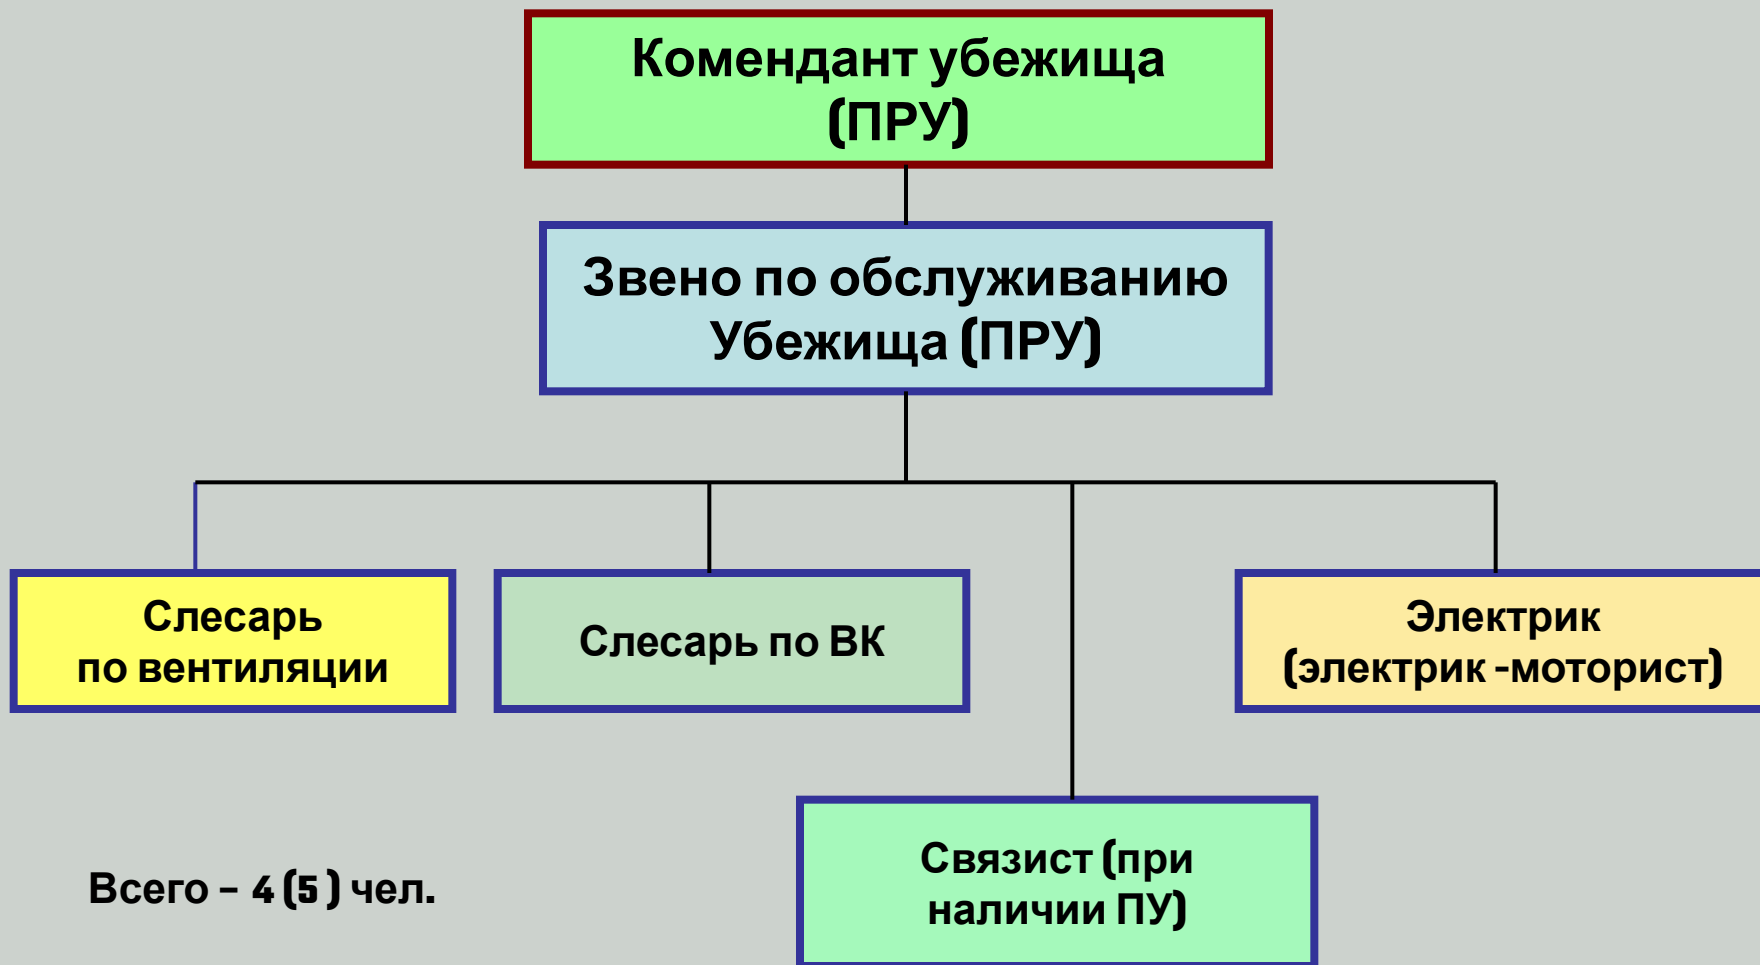 Комендант убежища
(ПРУ)
Звено по обслуживанию
Убежища (ПРУ)
Слесарь
по вентиляции
Слесарь по ВК
Электрик
(электрик -моторист)
Связист (при
наличии ПУ)
Всего – 4 (5 ) чел.